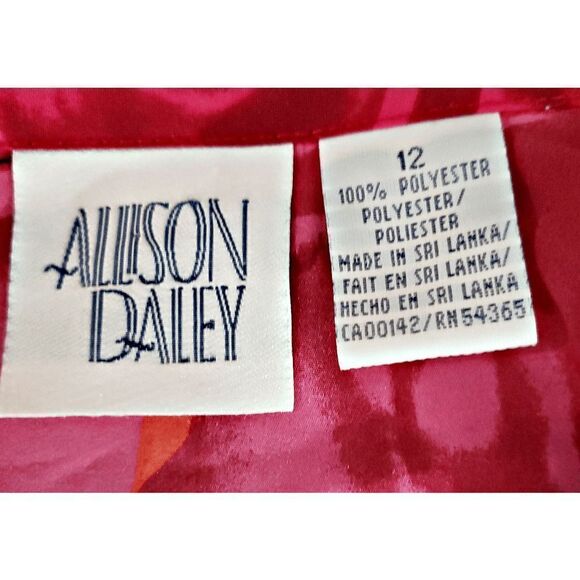 ALLISON
DALEY
12
100% POLYESTER
POLYESTER/
POLIESTER
MADE IN SRI LANKA/
FAIT EN SRI LANKA/
HECHO EN SRI LANKA
CA00142/RN54365